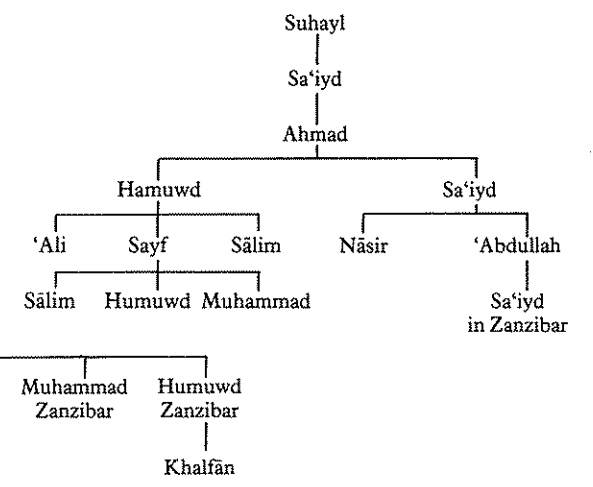 Suhayl
Sa‘iyd
Ahmad
Hamuwd Sa‘iyd
‘Ali Sayf Sālim Nāsir ‘Abdullah
Sālim Humuwd Muhammad Sa‘iyd
in Zanzibar
Muhammad Humuwd
Zanzibar Zanzibar
Khalfān